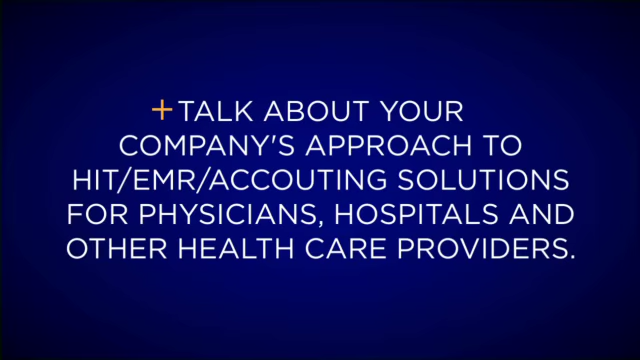 +TALK ABOUT YOUR
COMPANY'S APPROACH TO
HIT/EMR/ACCOUTING SOLUTIONS
FOR PHYSICIANS, HOSPITALS AND
OTHER HEALTH CARE PROVIDERS.